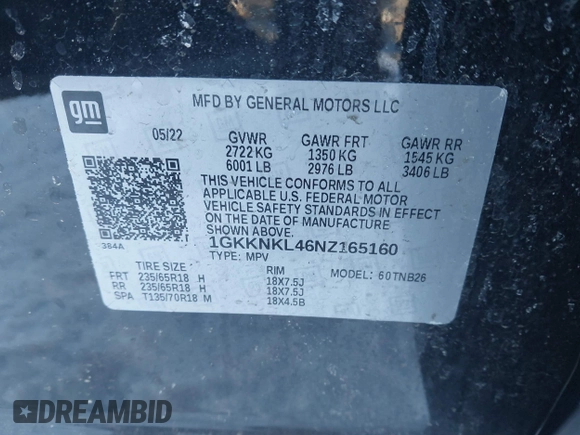 gm
MFD BY GENERAL MOTORS LLC
05/22 GVWR GAWR FRT GAWR RR
2722 KG 1350 KG 1545 KG
6001 LB 2976 LB 3406 LB
THIS VEHICLE CONFORMS TO ALL
APPLICABLE U.S. FEDERAL MOTOR
VEHICLE SAFETY STANDARDS IN EFFECT
ON THE DATE OF MANUFACTURE
SHOWN ABOVE.
384A
1GKKNKL46NZ165160
TYPE: MPV
TIRE SIZE RIM MODEL: 60TNB26
FRT 235/65R18 H 18X7.5J
RR 235/65R18 H 18X7.5J
SPA T135/70R18 M 18X4.5B
DREAMBID